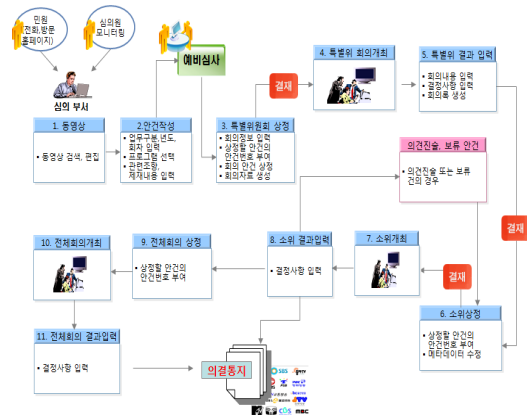 민원
(전화,방문
홈페이지)
심의원
모니터링
심의 부서
예비심사
1. 동영상
• 동영상 검색, 편집
2.안건작성
• 업무구분,년도,
회차 입력
• 프로그램 선택
• 관련조항,
제재내용 입력
3. 특별위원회 상정
• 회의정보 입력
• 상정할 안건의
안건번호 부여
• 회의 안건 상정
• 회의자료 생성
결재
4. 특별위 회의개최
5. 특별위 결과 입력
• 회의내용 입력
• 결정사항 입력
• 회의록 생성
의견진술, 보류 안건
• 의견진술 또는 보류
건의 경우
결재
10. 전체회의개최
9. 전체회의 상정
• 상정할 안건의
안건번호 부여
8. 소위 결과입력
• 결정사항 입력
7. 소위개최
결재
6. 소위상정
• 상정할 안건의
안건번호 부여
• 메타데이터 수정
11. 전체회의 결과입력
• 결정사항 입력
의결통지
SBS
CBS
MBC